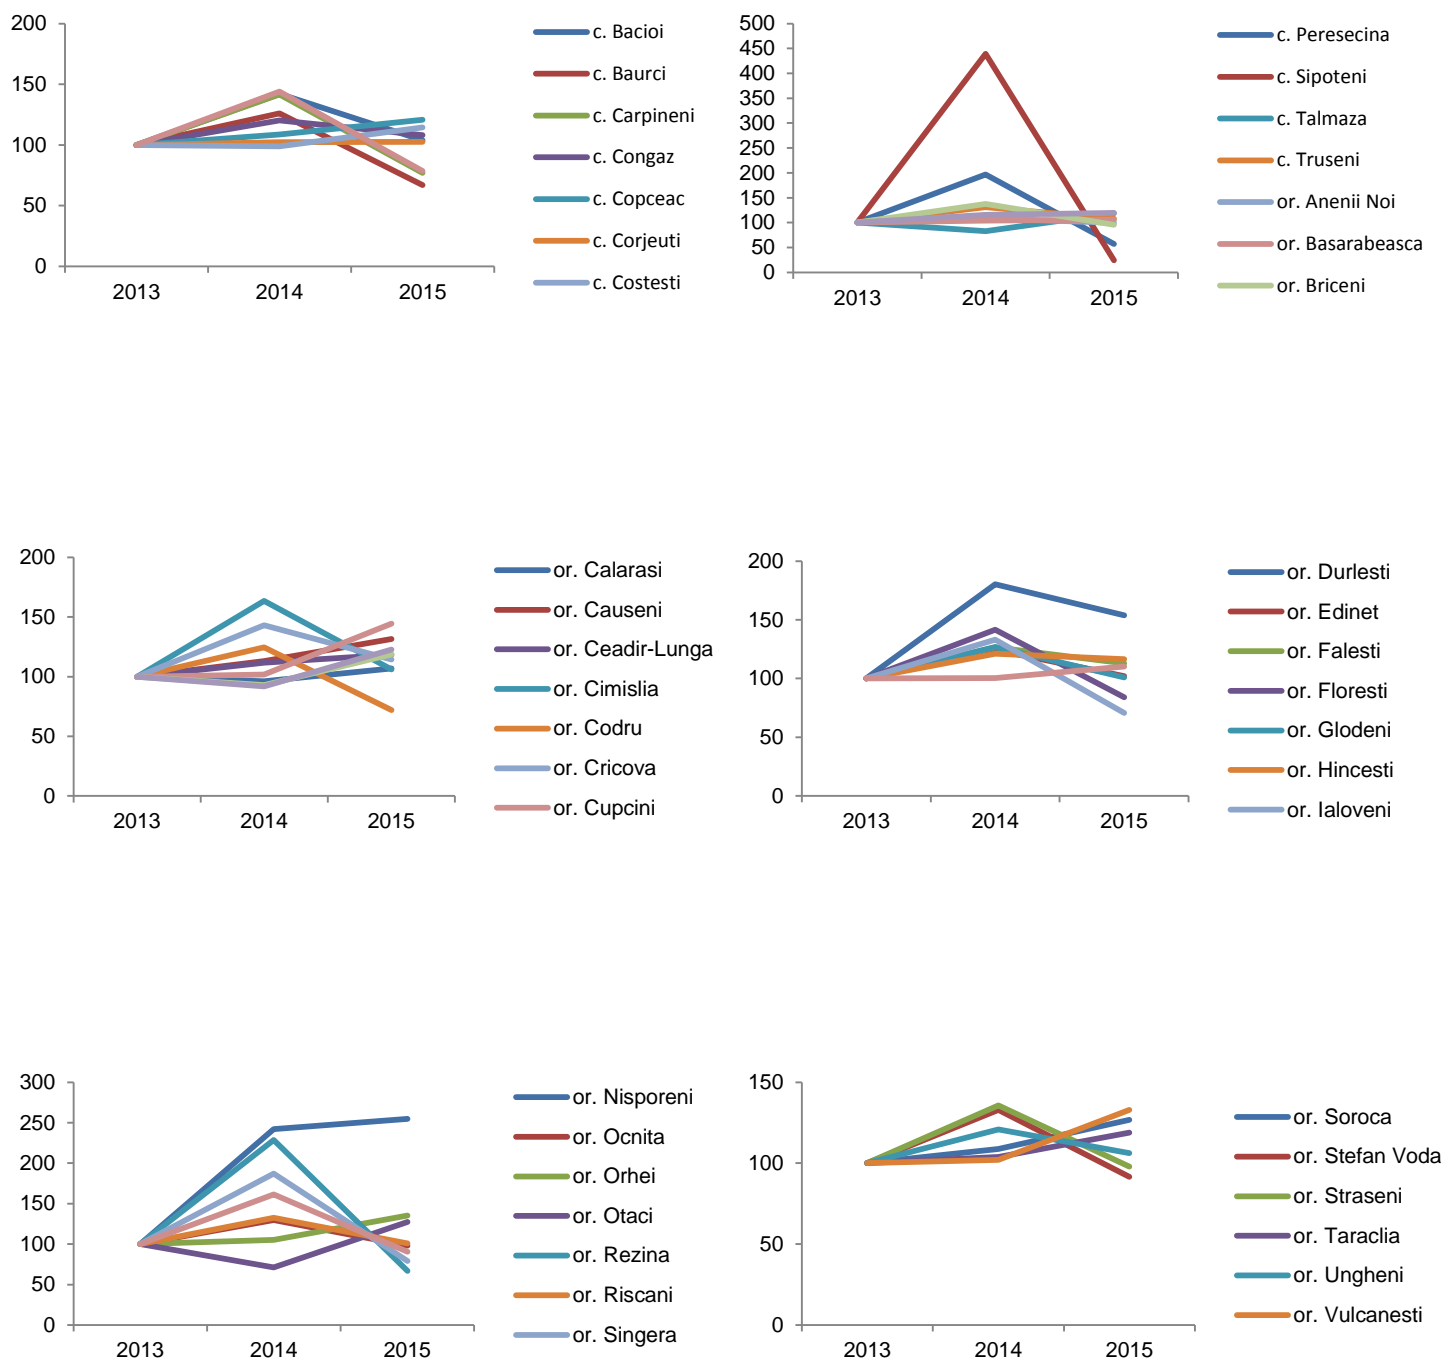 200
150
100
50
0
2013 2014 2015
c. Bacioi
c. Baurci
c. Carpineni
c. Congaz
c. Copceac
c. Corjeuti
c. Costesti
500
450
400
350
300
250
200
150
100
50
0
2013 2014 2015
c. Peresecina
c. Sipoteni
c. Talmaza
c. Truseni
or. Anenii Noi
or. Basarabeasca
or. Briceni
200
150
100
50
0
2013 2014 2015
or. Calarasi
or. Causeni
or. Ceadir-Lunga
or. Cimislia
or. Codru
or. Cricova
or. Cupcini
200
150
100
50
0
2013 2014 2015
or. Durlesti
or. Edinet
or. Falesti
or. Floresti
or. Glodeni
or. Hincesti
or. Ialoveni
300
250
200
150
100
50
0
2013 2014 2015
or. Nisporeni
or. Ocnita
or. Orhei
or. Otaci
or. Rezina
or. Riscani
or. Singera
150
100
50
0
2013 2014 2015
or. Soroca
or. Stefan Voda
or. Straseni
or. Taraclia
or. Ungheni
or. Vulcanesti